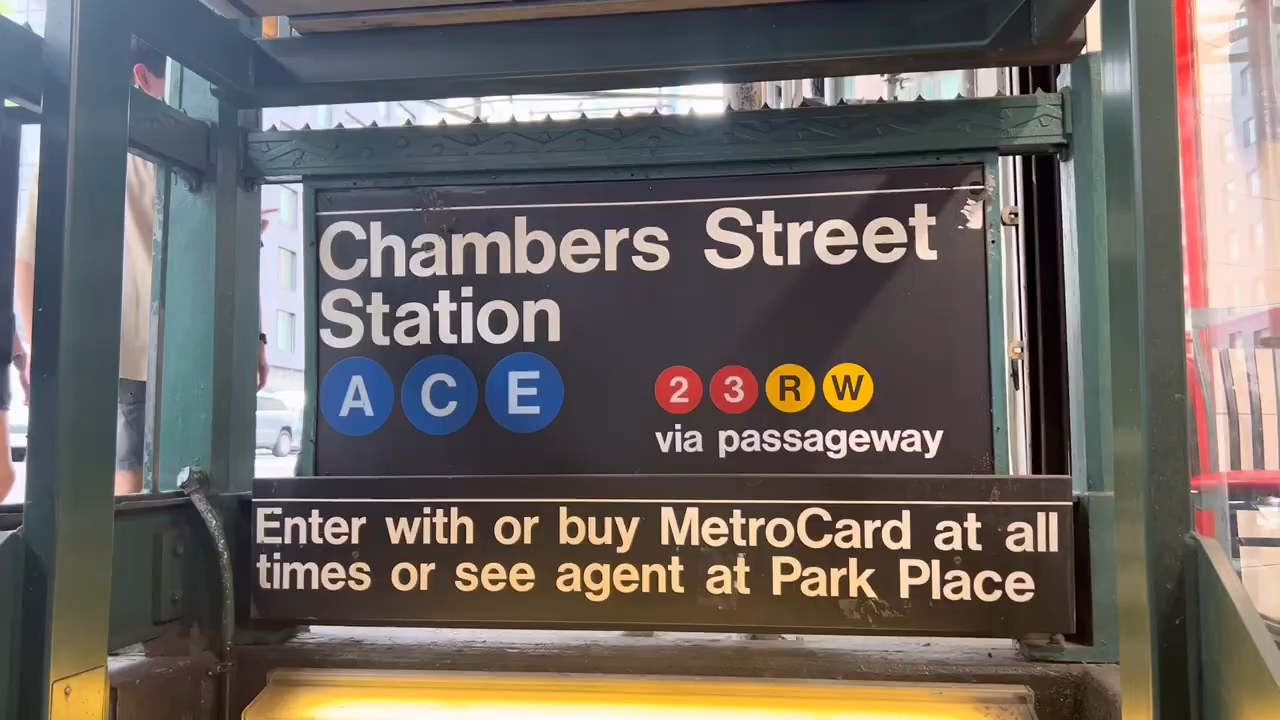 Chambers Street
Station
A C E 2 3 R W
via passageway
Enter with or buy MetroCard at all
times or see agent at Park Place